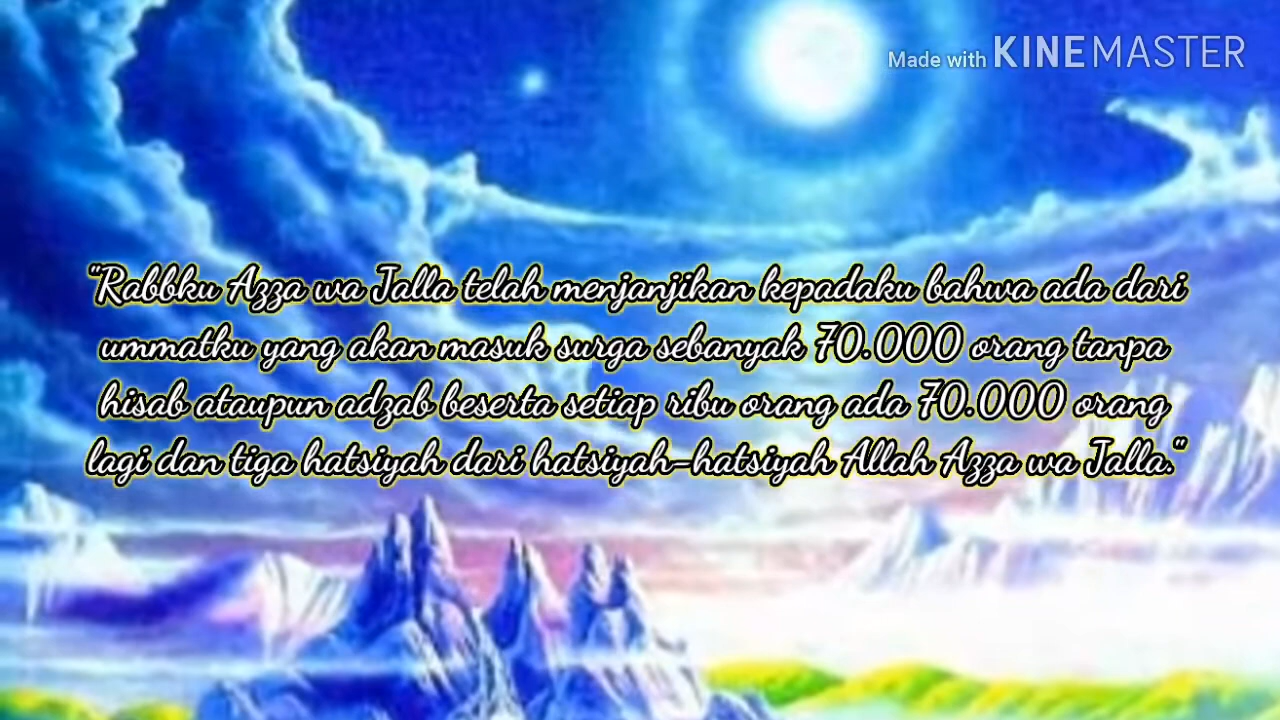 Made with KINEMASTER
"Rabbku Azza wa Jalla telah menjanjikan kepadaku bahwa ada dari
ummatku yang akan masuk surga sebanyak 70.000 orang tanpa
hisab ataupun adzab beserta setiap ribu orang ada 70.000 orang
lagi dan tiga hatsiyah dari hatsiyah-hatsiyah Allah Azza wa Jalla."